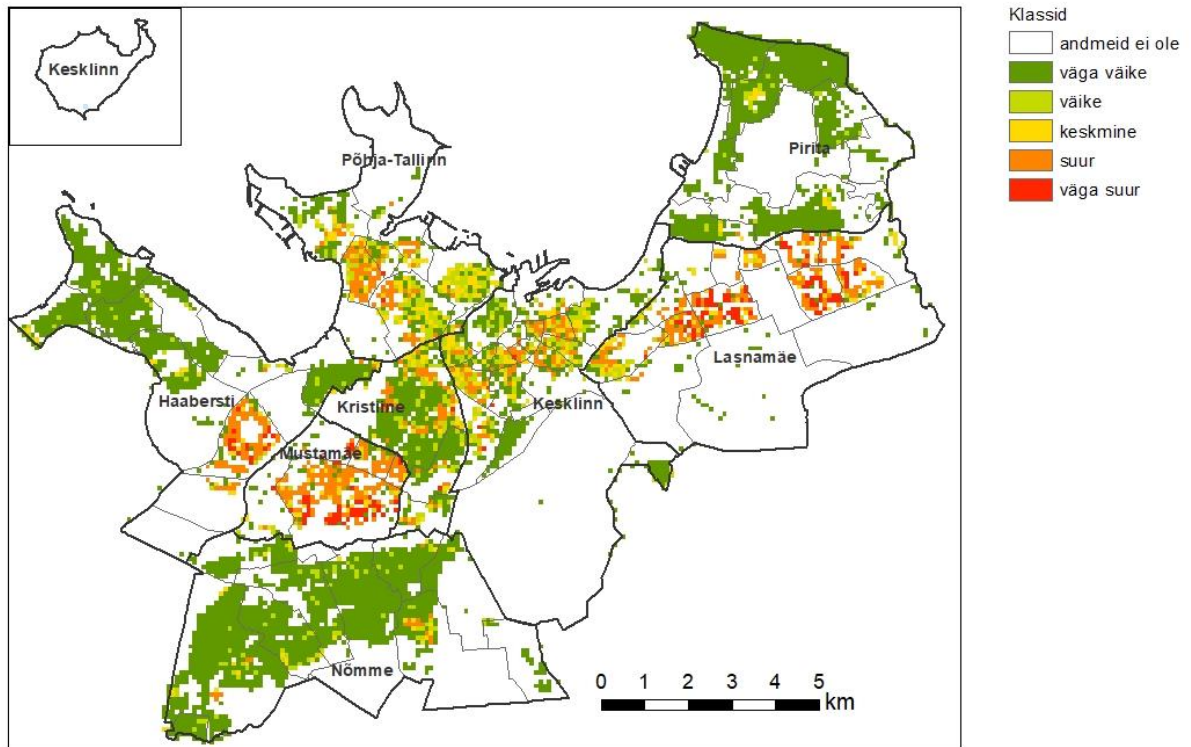 Kesklinn
Põhja-Tallinn
Pirita
Lasnamäe
Haabersti
Kristiine
Kesklinn
Mustamäe
Nõmme
0 1 2 3 4 5
km
Klassid
andmeid ei ole
väga väike
väike
keskmine
suur
väga suur